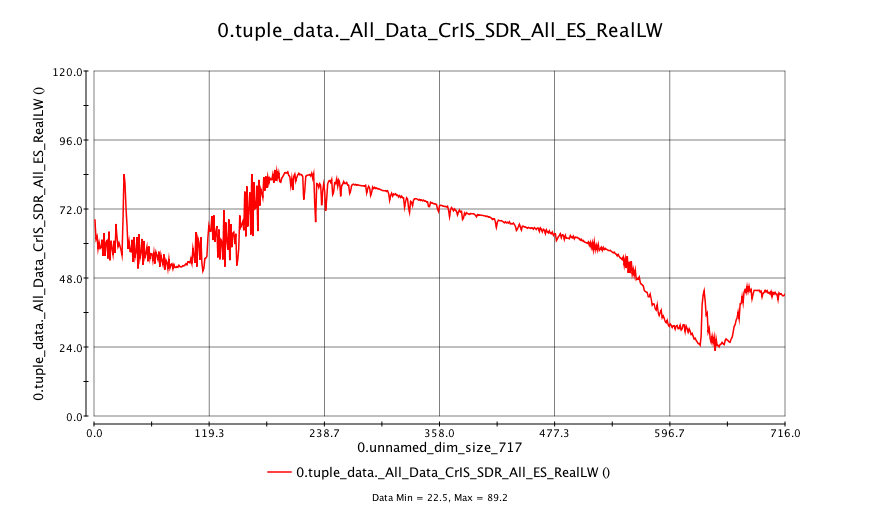 0.tuple_data._All_Data_CrIS_SDR_All_ES_RealLW
0.tuple_data._All_Data_CrIS_SDR_All_ES_RealLW ()
120.0
96.0
72.0
48.0
24.0
0.0
0.0 119.3 238.7 358.0 477.3 596.7 716.0
0.unnamed_dim_size_717
0.tuple_data._All_Data_CrIS_SDR_All_ES_RealLW ()
Data Min = 22.5, Max = 89.2